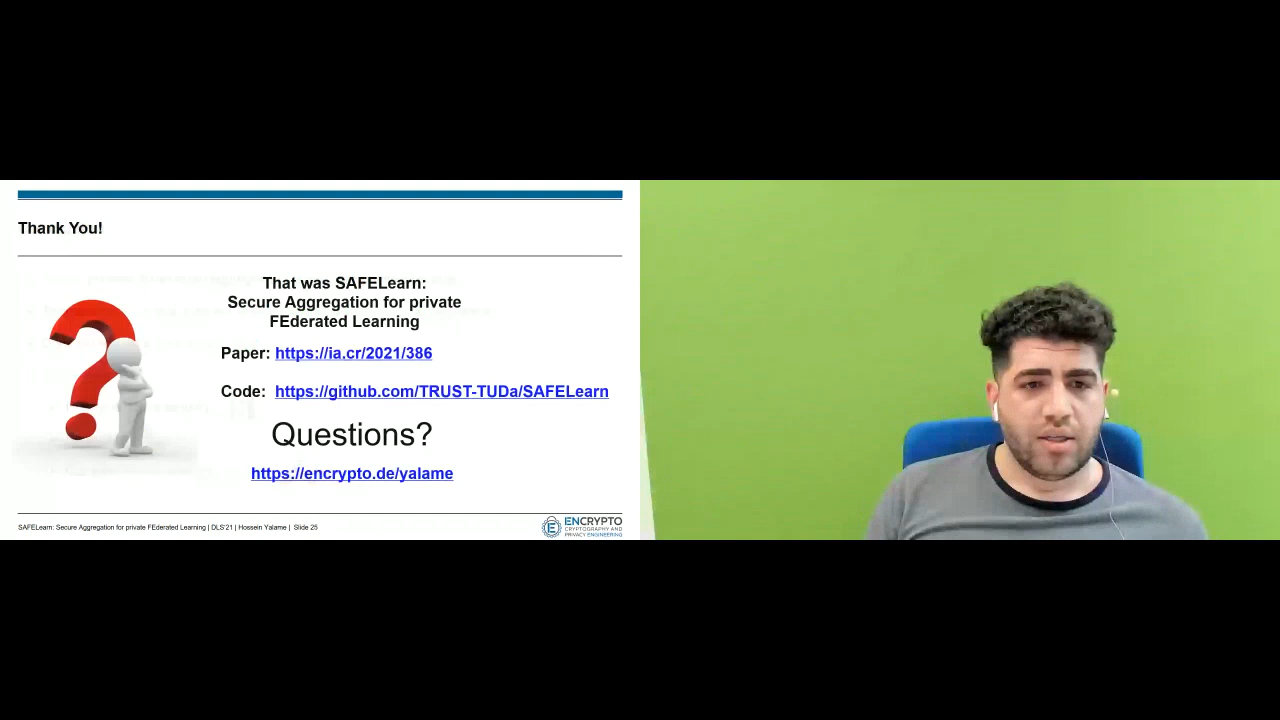 Thank You!
That was SAFELearn:
Secure Aggregation for private
FEderated Learning
Paper: https://ia.cr/2021/386
Code: https://github.com/TRUST-TUDa/SAFELearn
Questions?
https://encrypto.de/yalame
SAFELearn: Secure Aggregation for private FEderated Learning | DLS'21 | Hossein Yalame | Slide 25
ENCRYPTO
CRYPTOGRAPHY AND
PRIVACY ENGINEERING